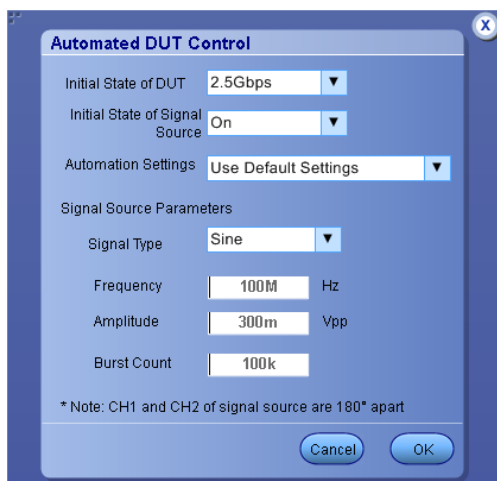 X
Automated DUT Control
Initial State of DUT 2.5Gbps
Initial State of Signal Source On
Automation Settings Use Default Settings
Signal Source Parameters
Signal Type Sine
Frequency 100M Hz
Amplitude 300m Vpp
Burst Count 100k
* Note: CH1 and CH2 of signal source are 180° apart
Cancel OK